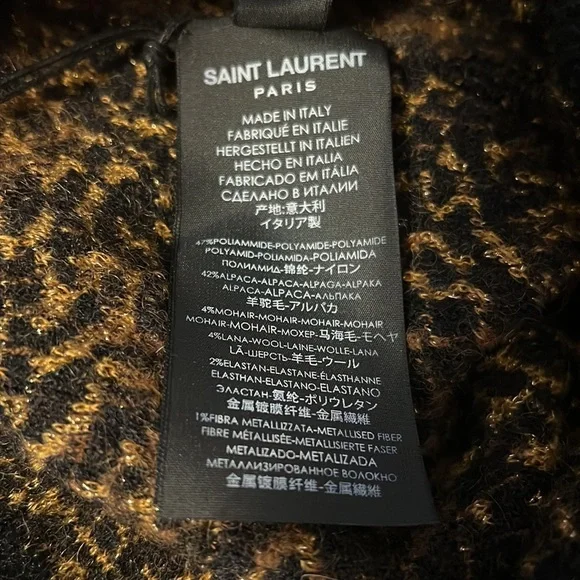 SAINT LAURENT
PARIS
MADE IN ITALY
FABRIQUÉ EN ITALIE
HERGESTELLT IN ITALIEN
HECHO EN ITALIA
FABRICADO EM ITÁLIA
СДЕЛАНО В ИТАЛИИ
产地:意大利
イタリア製
47%POLIAMMIDE-POLYAMIDE-POLYAMIDE
POLYAMID-POLIAMIDA-POLIAMIDA
ПОЛИАМИД-锦纶-ナイロン
42%ALPACA-ALPACA-ALPAGA-ALPAKA
ALPACA-ALPACA-АЛЬПАКА
羊驼毛-アルパカ
4%MOHAIR-MOHAIR-MOHAIR-MOHAIR
MOHAIR-MOHAIR-МОХЕР-马海毛-モヘヤ
4%LANA-WOOL-LAINE-WOLLE-LANA
LÃ-ШЕРСТЬ-羊毛-ウール
2%ELASTAN-ELASTANE-ÉLASTHANNE
ELASTHAN-ELASTANO-ELASTANO
ЭЛАСТАН-氨纶-ポリウレタン
金属镀膜纤维-金属繊維
1%FIBRA METALLIZZATA-METALLISED FIBER
FIBRE MÉTALLISÉE-METALLISIERTE FASER
METALIZADO-METALIZADA
МЕТАЛЛИЗИРОВАННОЕ ВОЛОКНО
金属镀膜纤维-金属繊維